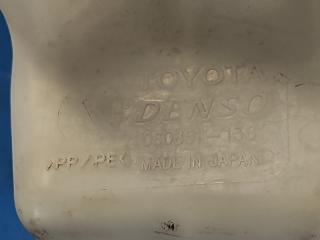 TOYOTA
DENSO
>PP/PE<
MADE IN JAPAN